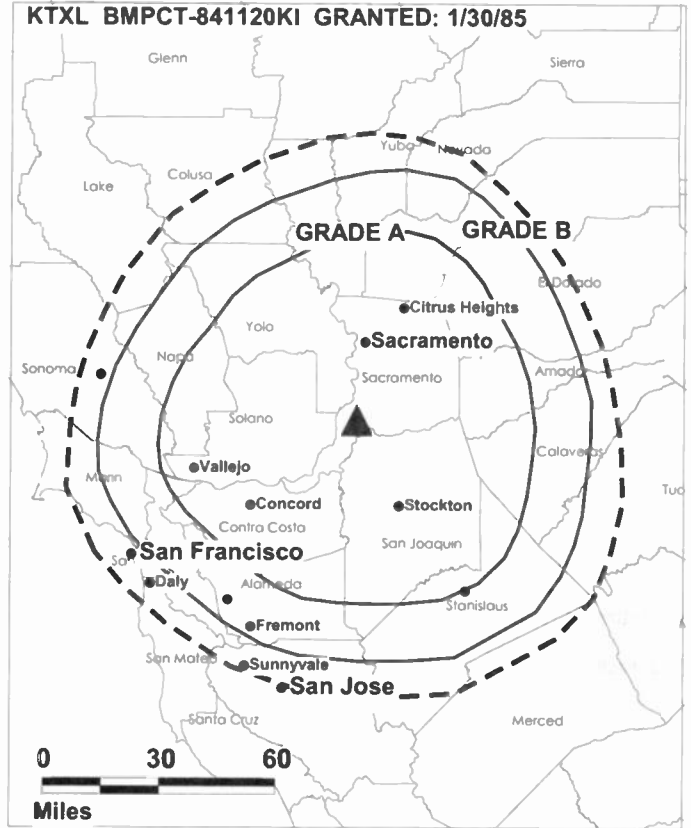 KTXL BMPCT-841120KI GRANTED: 1/30/85
Glenn
Sierra
Yuba
Nevada
Colusa
Lake
GRADE A
GRADE B
El Dorado
Citrus Heights
Yolo
Sacramento
Napa
Sonoma
Amador
Sacramento
Solano
Calaveras
Vallejo
Marin
Tuo
Concord
Stockton
Contra Costa
San Joaquin
San Francisco
Sa
Daly
Alameda
Stanislaus
Fremont
San Mateo
Sunnyvale
San Jose
Santa Cruz
Merced
0 30 60
Miles